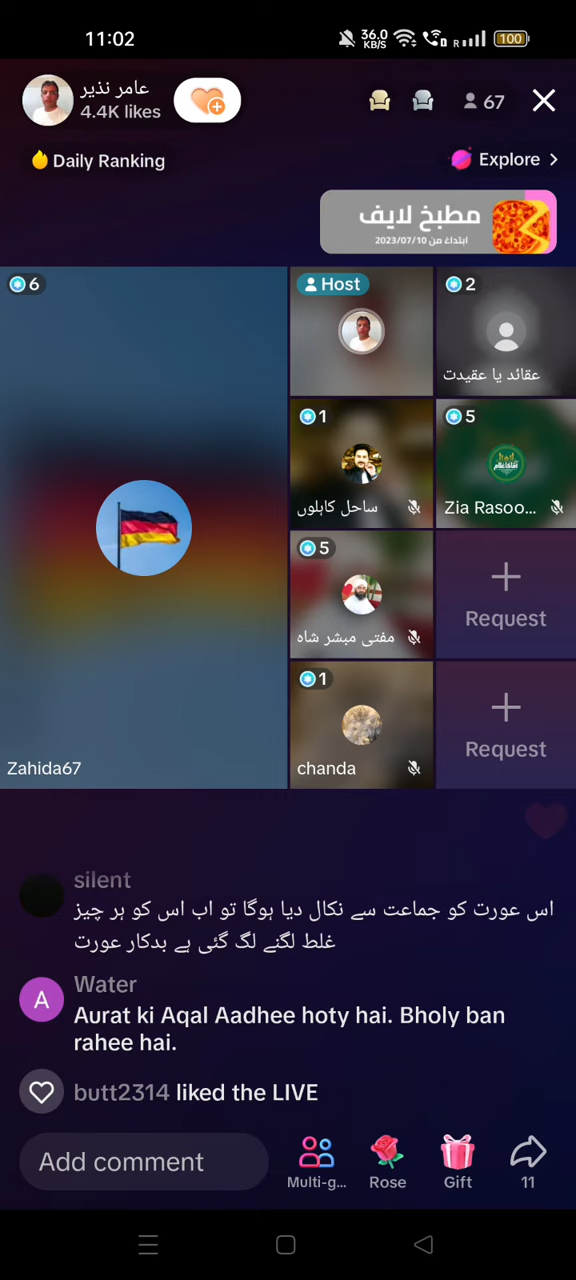 11:02
36.0
KB/S
R
100
عامر نذیر
4.4K likes
67
Daily Ranking
Explore
مطبخ لايف
ابتداءً من 2023/07/10
6
Host
2
عقائد یا عقیدت
1
ساحل کاہلوں
5
Zia Rasoo...
5
مفتی مبشر شاہ
Request
1
Zahida67
chanda
Request
silent
اس عورت کو جماعت سے نکال دیا ہوگا تو اب اس کو ہر چیز
غلط لگنے لگ گئی ہے بدکار عورت
A
Water
Aurat ki Aqal Aadhee hoty hai. Bholy ban
rahee hai.
butt2314 liked the LIVE
Add comment
Multi-g...
Rose
Gift
11